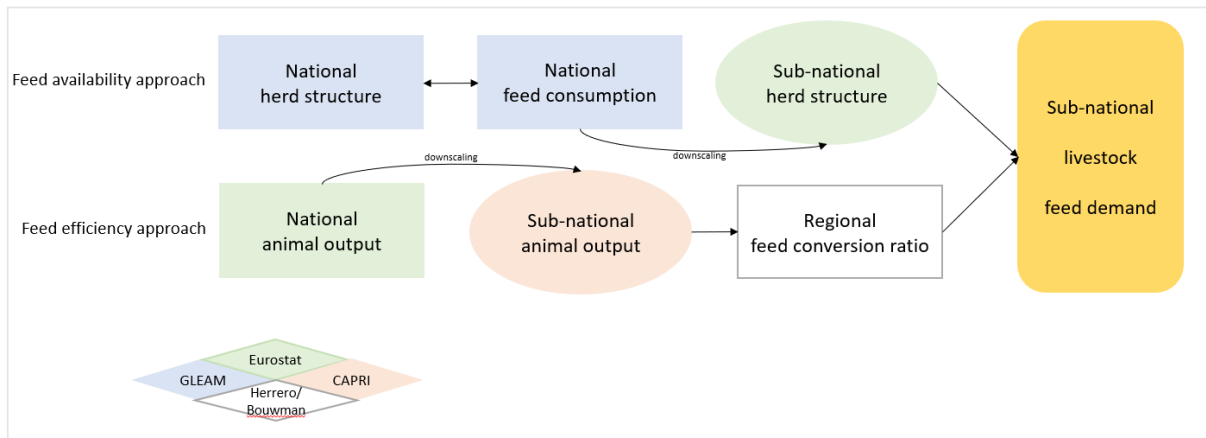 Feed availability approach
National
herd structure
National
feed consumption
Sub-national
herd structure
Sub-national
livestock
feed demand
downscaling
downscaling
Feed efficiency approach
National
animal output
Sub-national
animal output
Regional
feed conversion ratio
Eurostat
GLEAM
CAPRI
Herrero/
Bouwman